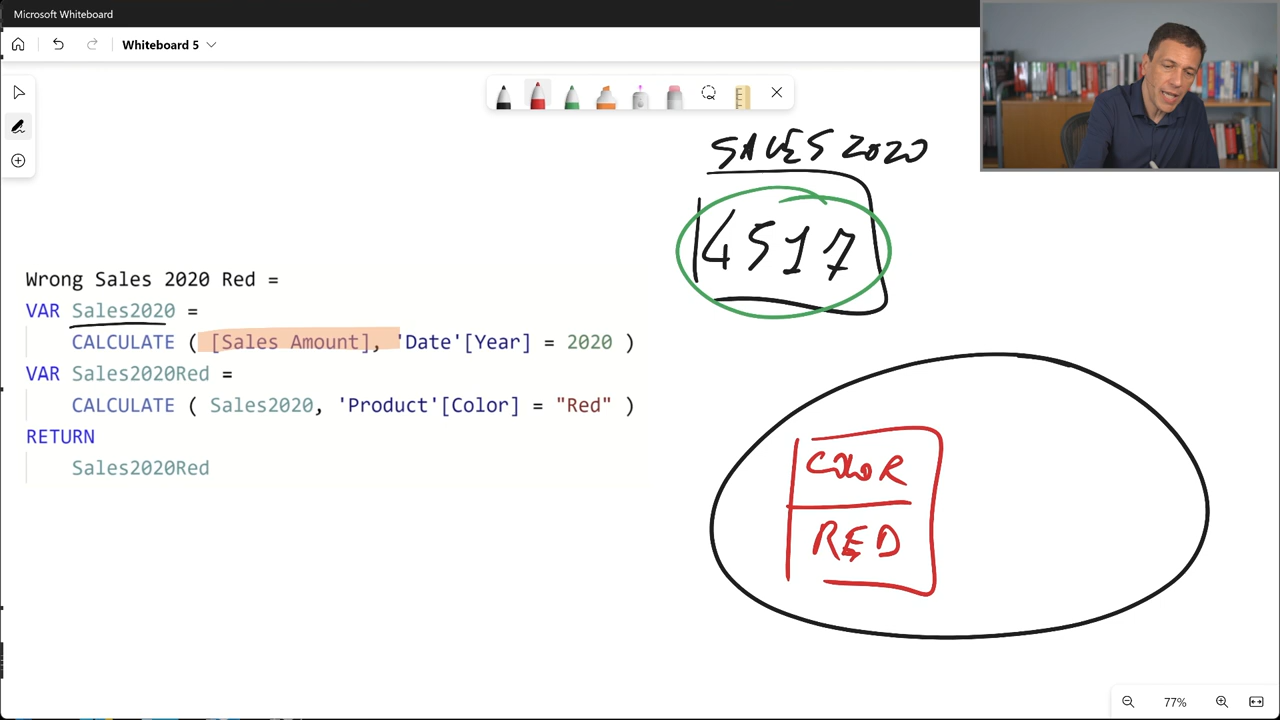 Microsoft Whiteboard
Whiteboard 5
SALES 2020
4517
Wrong Sales 2020 Red =
VAR Sales2020 =
CALCULATE ( [Sales Amount], 'Date'[Year] = 2020 )
VAR Sales2020Red =
CALCULATE ( Sales2020, 'Product'[Color] = "Red" )
RETURN
Sales2020Red
COLOR
RED
77%